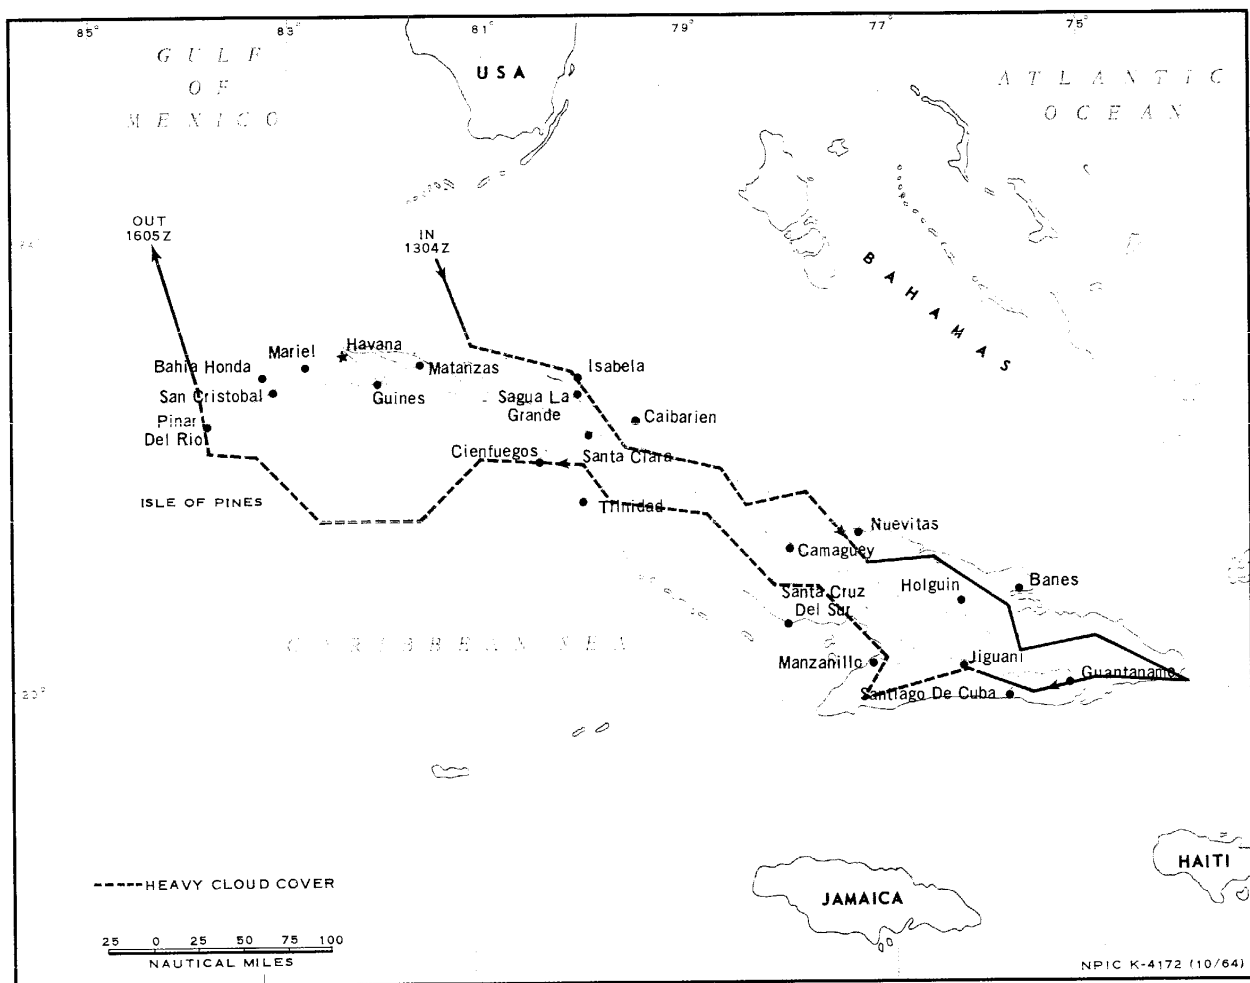 85° 83° 81° 79° 77° 75°
GULF
OF
MEXICO
USA
ATLANTIC
OCEAN
OUT
1605Z
IN
1304Z
24°
BAHAMAS
Havana
Mariel
Bahia Honda
Matanzas
Isabela
San Cristobal
Guines
Sagua La
Grande
Caibarien
Pinar
Del Rio
Cienfuegos
Santa Clara
ISLE OF PINES
Trinidad
Nuevitas
Camaguey
Banes
Holguin
Santa Cruz
Del Sur
CARIBBEAN SEA
Manzanillo
Jiguani
Guantanamo
20°
Santiago De Cuba
HAITI
HEAVY CLOUD COVER
JAMAICA
25 0 25 50 75 100
NAUTICAL MILES
NPIC K-4172 (10/64)